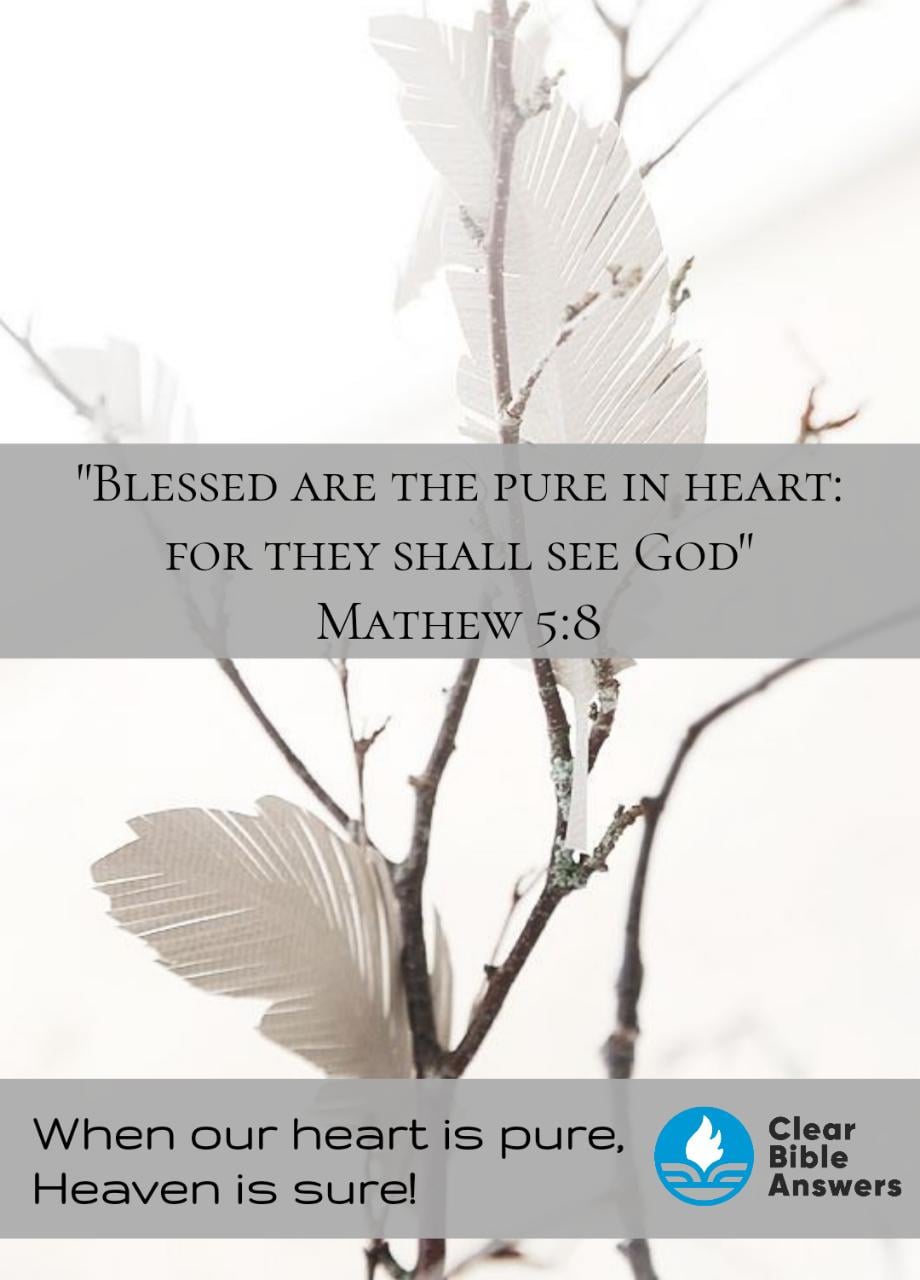 "Blessed are the pure in heart:
for they shall see God"
Mathew 5:8
When our heart is pure,
Heaven is sure!
Clear
Bible
Answers